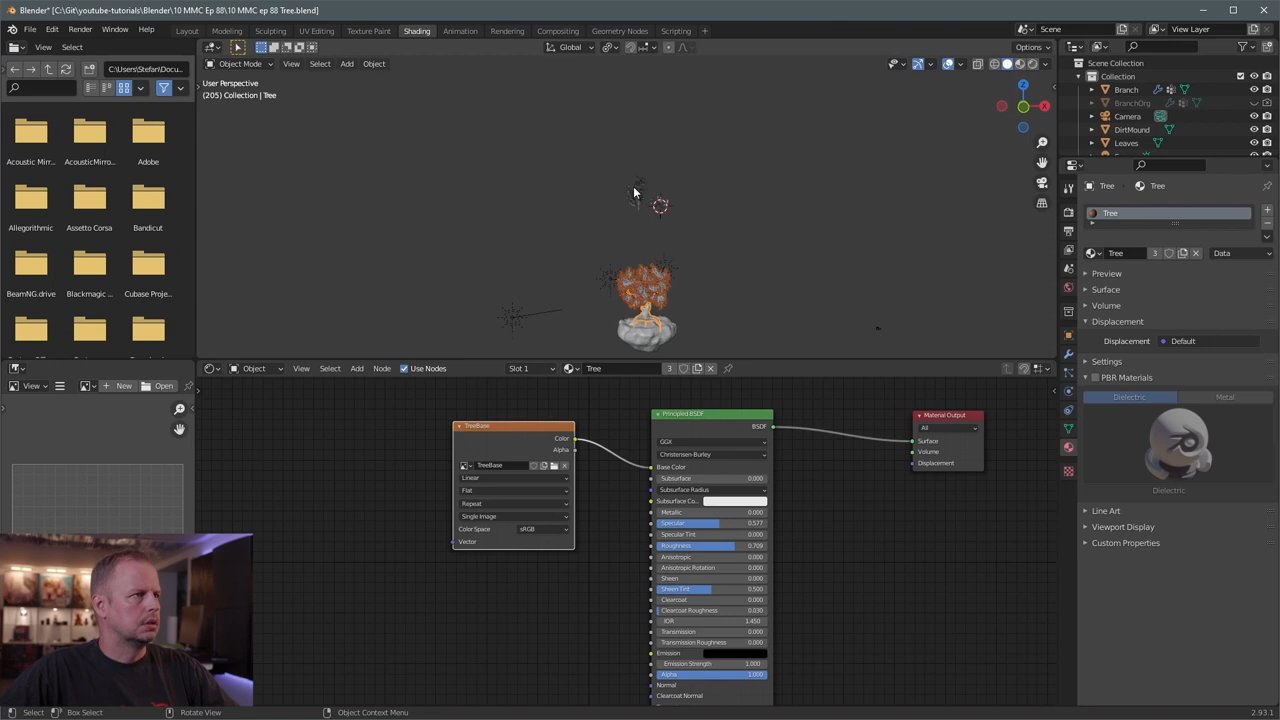 Blender* [C:\Git\youtube-tutorials\Blender\10 MMC Ep 88\10 MMC ep 88 Tree.blend]
File Edit Render Window Help Layout Modeling Sculpting UV Editing Texture Paint Shading Animation Rendering Compositing Geometry Nodes Scripting Scene View Layer
View Select Global Options
C:\Users\Stefan\Docu... Object Mode View Select Add Object Scene Collection
Collection
User Perspective
(205) Collection | Tree
Branch
BranchOrg
Camera
DirtMound
Leaves
Acoustic Mirr... AcousticMirro... Adobe
Allegorithmic Assetto Corsa Bandicut
BeamNG.drive Blackmagic ... Cubase Proje...
Tree Tree
Tree
Tree 3 Data
Preview
Surface
Volume
Displacement
Displacement Default
Settings
PBR Materials
Dielectric Metal
Dielectric
Line Art
Viewport Display
Custom Properties
Object View Select Add Node Use Nodes Slot 1 Tree 3
View New Open
TreeBase
Color
Alpha
TreeBase
Linear
Flat
Repeat
Single Image
Color Space sRGB
Vector
Principled BSDF
BSDF
GGX
Christensen-Burley
Base Color
Subsurface 0.000
Subsurface Radius
Subsurface Co...
Metallic 0.000
Specular 0.577
Specular Tint 0.000
Roughness 0.709
Anisotropic 0.000
Anisotropic Rotation 0.000
Sheen 0.000
Sheen Tint 0.500
Clearcoat 0.000
Clearcoat Roughness 0.030
IOR 1.450
Transmission 0.000
Transmission Roughness 0.000
Emission
Emission Strength 1.000
Alpha 1.000
Normal
Clearcoat Normal
Material Output
All
Surface
Volume
Displacement
Select Box Select Rotate View Object Context Menu 2.93.1